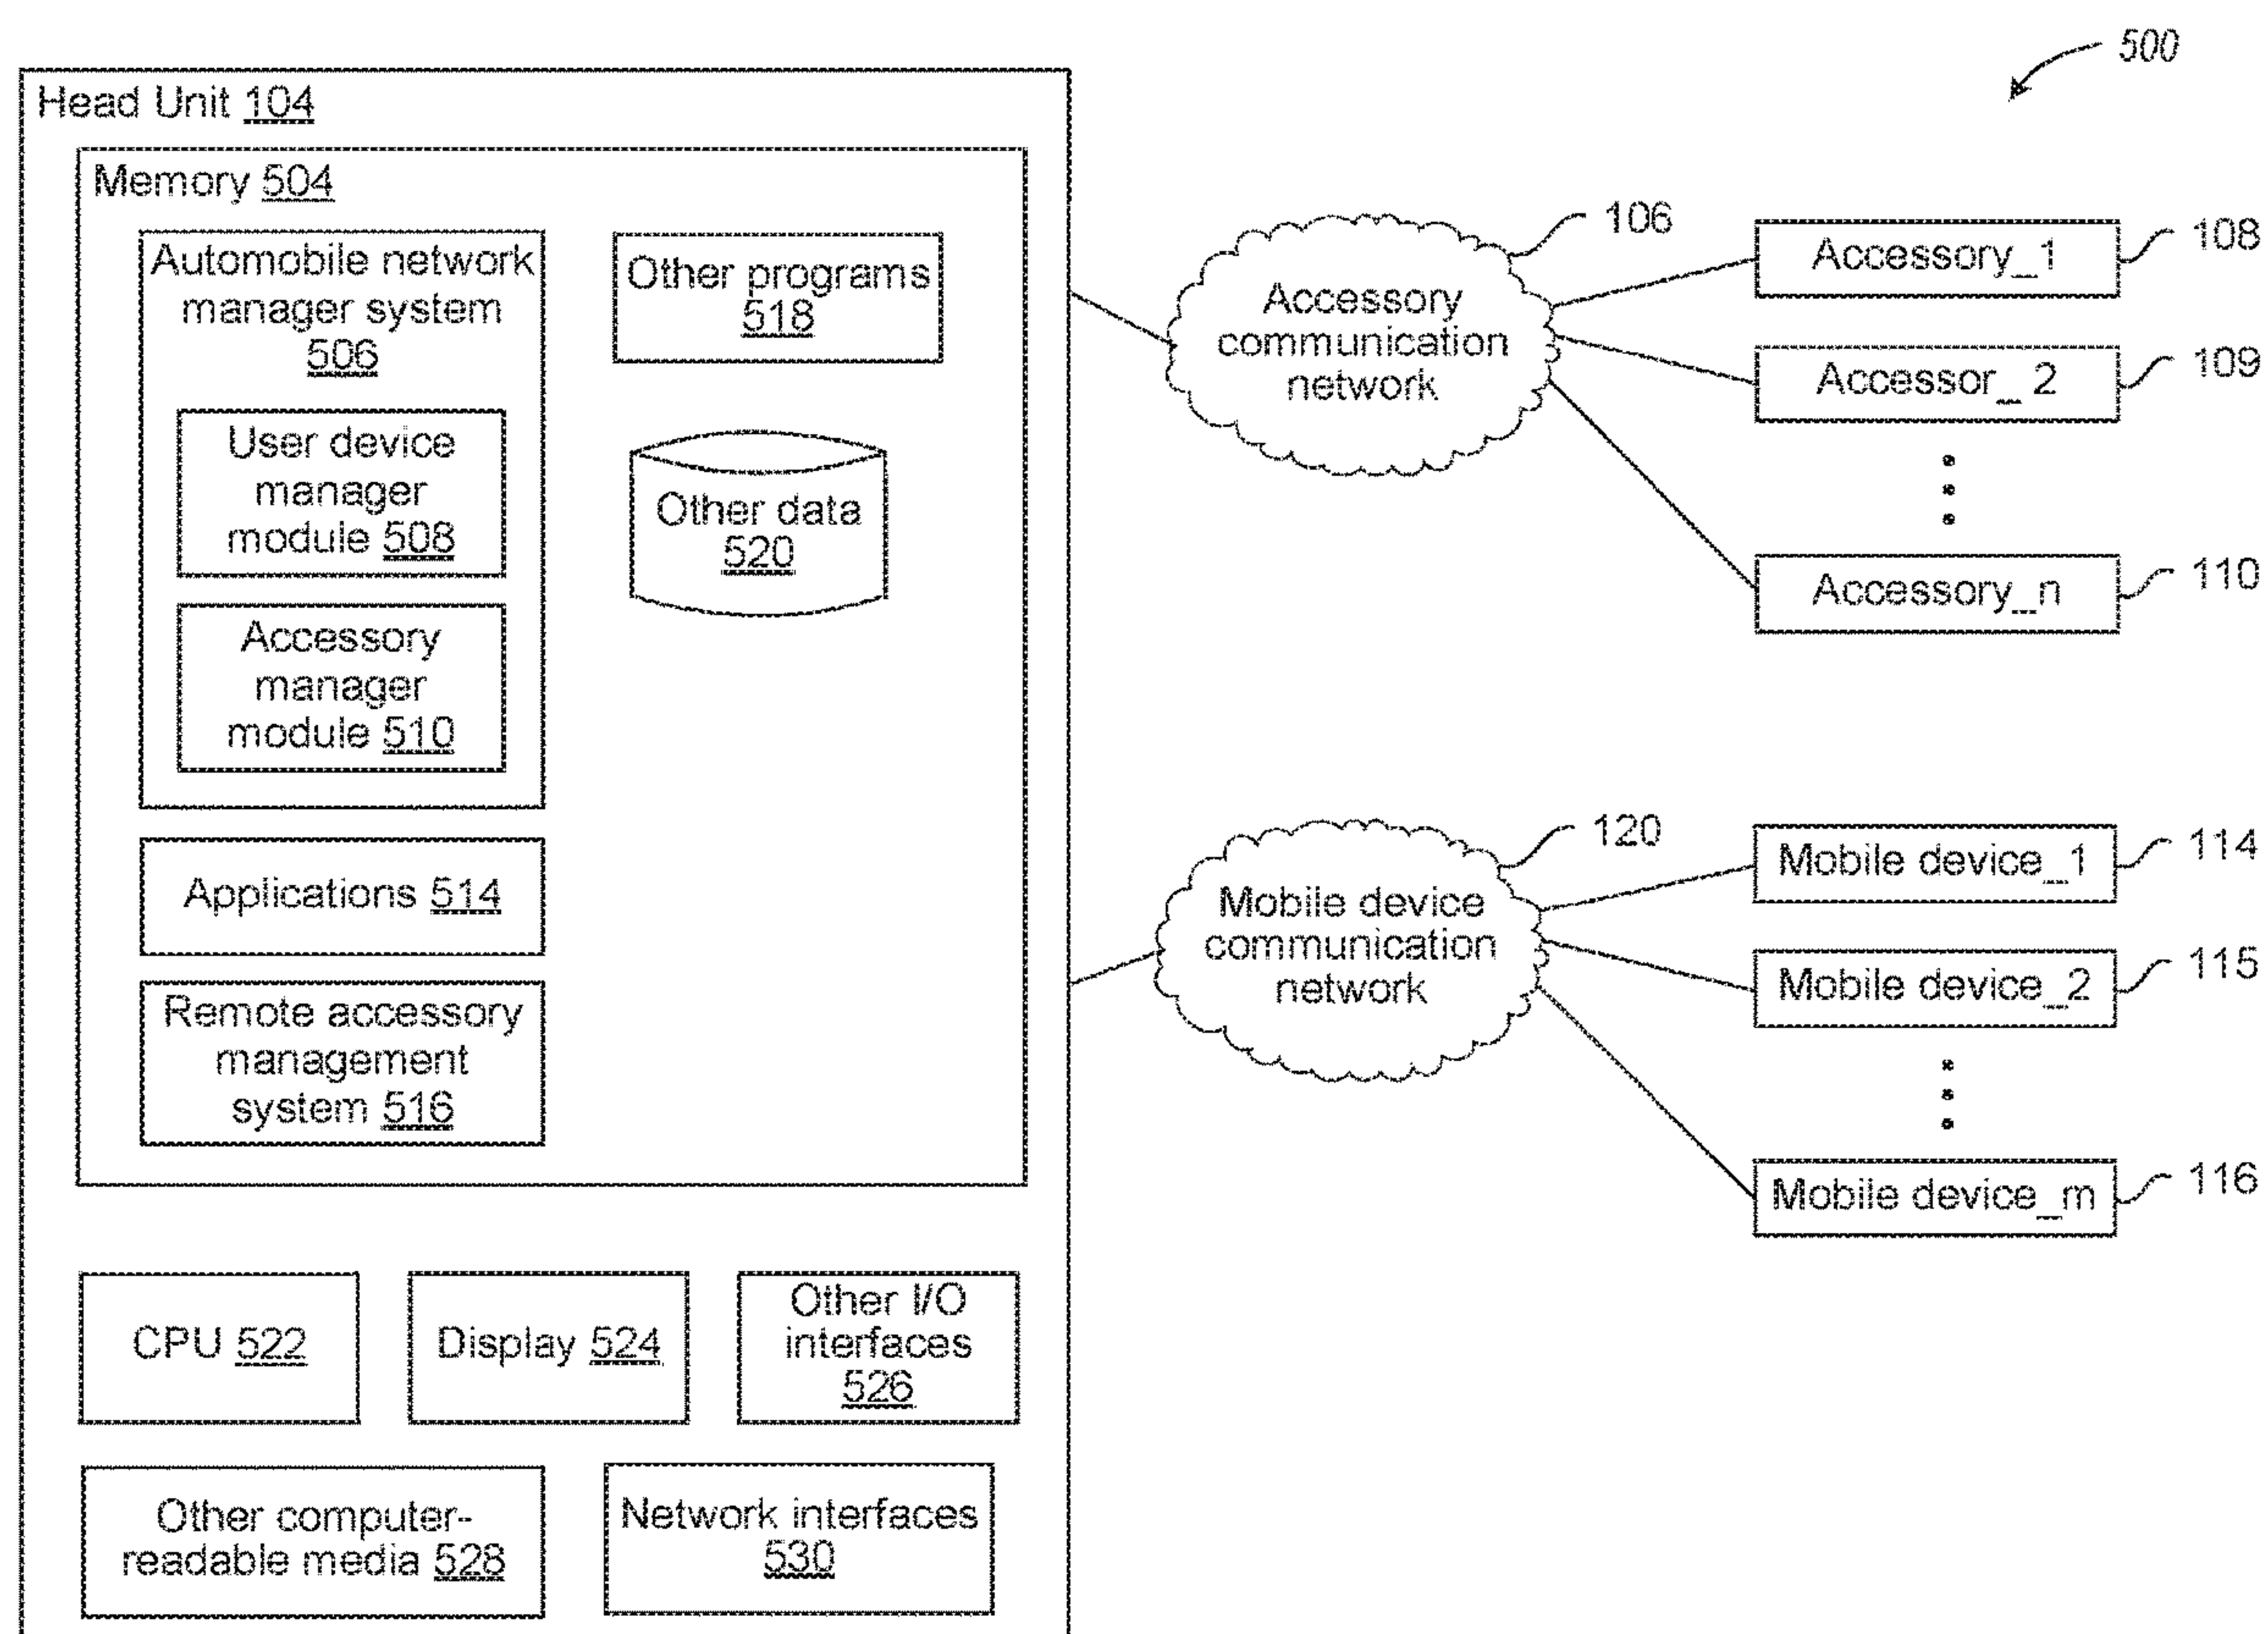 500
Head Unit 104
Memory 504
Automobile network
manager system
506
User device
manager
module 508
Accessory
manager
module 510
Applications 514
Remote accessory
management
system 516
Other programs
518
Other data
520
CPU 522
Display 524
Other I/O
interfaces
526
Other computer-
readable media 528
Network interfaces
530
106
Accessory
communication
network
Accessory_1
108
Accessor_ 2
109
Accessory_n
110
120
Mobile device
communication
network
Mobile device_1
114
Mobile device_2
115
Mobile device_m
116